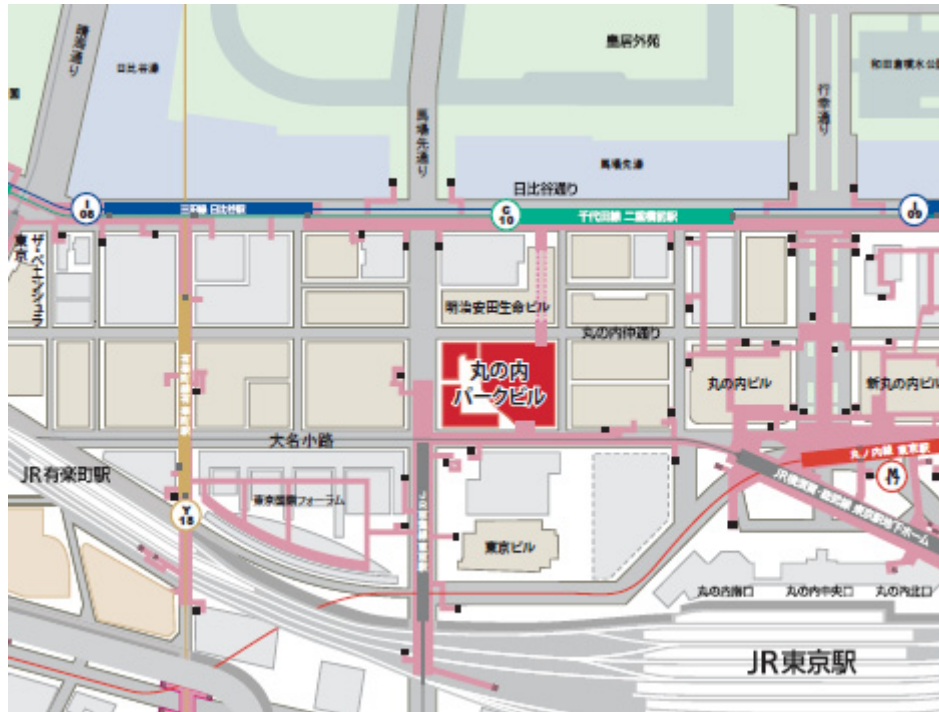 晴海通り
日比谷濠
馬場先通り
皇居外苑
行幸通り
和田倉噴水公
園
馬場先濠
日比谷通り
I
08
三田線 日比谷駅
C
10
千代田線 二重橋前駅
I
09
ザ・ペニンシュラ
東京
明治安田生命ビル
丸の内仲通り
丸の内
パークビル
丸の内ビル
新丸の内ビル
大名小路
丸ノ内線 東京駅
M
17
JR有楽町駅
東京国際フォーラム
Y
18
東京ビル
JR横須賀・総武線 東京駅地下ホーム
丸の内南口
丸の内中央口
丸の内北口
JR東京駅